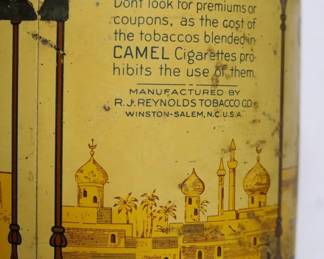 Dont look for premiums or
coupons, as the cost of
the tobaccos blended in
CAMEL Cigarettes pro-
hibits the use of them.
MANUFACTURED BY
R. J. REYNOLDS TOBACCO CO.
WINSTON-SALEM, N.C. U.S.A.